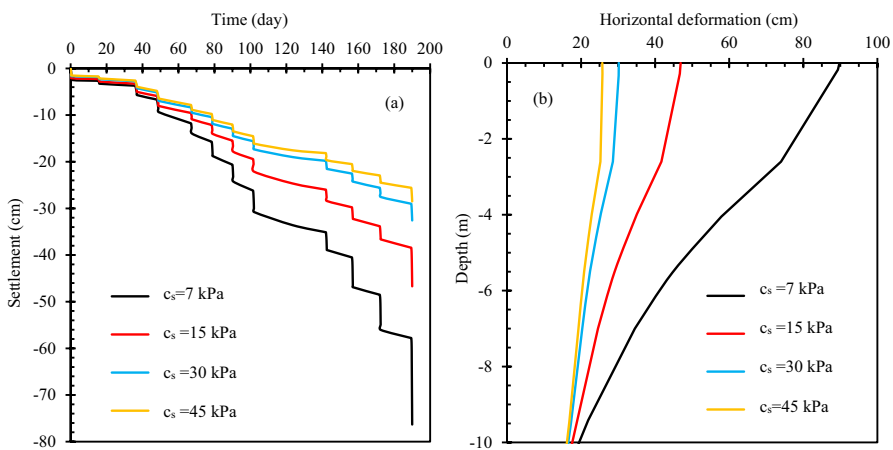 Time (day)
0 20 40 60 80 100 120 140 160 180 200
0
-10
-20
-30
-40
-50
-60
-70
-80
Settlement (cm)
(a)
cₛ=7 kPa
cₛ =15 kPa
cₛ =30 kPa
cₛ =45 kPa
Horizontal deformation (cm)
0 20 40 60 80 100
0
-2
-4
-6
-8
-10
Depth (m)
(b)
cₛ =7 kPa
cₛ =15 kPa
cₛ =30 kPa
cₛ=45 kPa